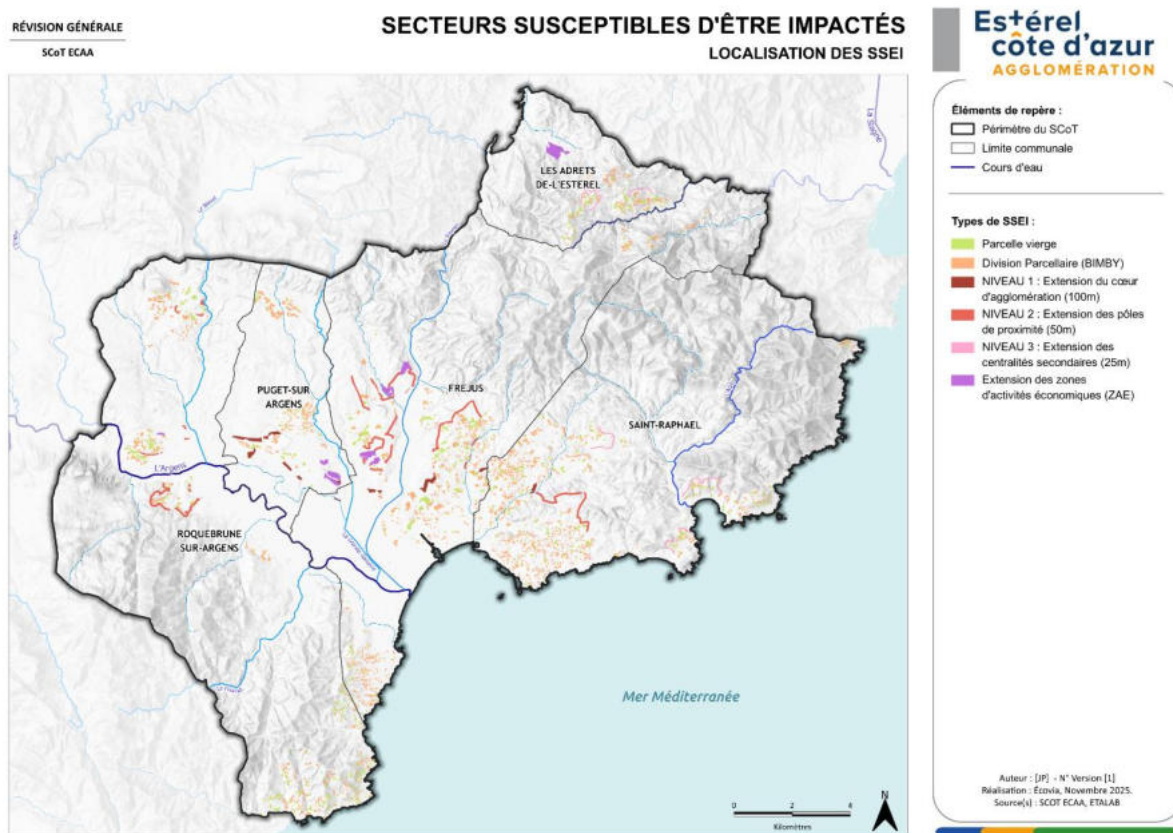 RÉVISION GÉNÉRALE
SCoT ECAA
SECTEURS SUSCEPTIBLES D'ÊTRE IMPACTÉS
LOCALISATION DES SSEI
Estérel
côte d'azur
AGGLOMÉRATION
Éléments de repère :
Périmètre du SCoT
Limite communale
Cours d'eau
Types de SSEI :
Parcelle vierge
Division Parcellaire (BIMBY)
NIVEAU 1 : Extension du cœur
d'agglomération (100m)
NIVEAU 2 : Extension des pôles
de proximité (50m)
NIVEAU 3 : Extension des
centralités secondaires (25m)
Extension des zones
d'activités économiques (ZAE)
La Siagne
LES ADRETS
DE-L'ESTEREL
PUGET-SUR
ARGENS
FREJUS
SAINT-RAPHAEL
L'Argens
ROQUEBRUNE
SUR-ARGENS
Mer Méditerranée
0 2 4
Kilomètres
N
Auteur : [JP] - N° Version [1]
Réalisation : Écovia, Novembre 2025.
Source(s) : SCOT ECAA, ETALAB